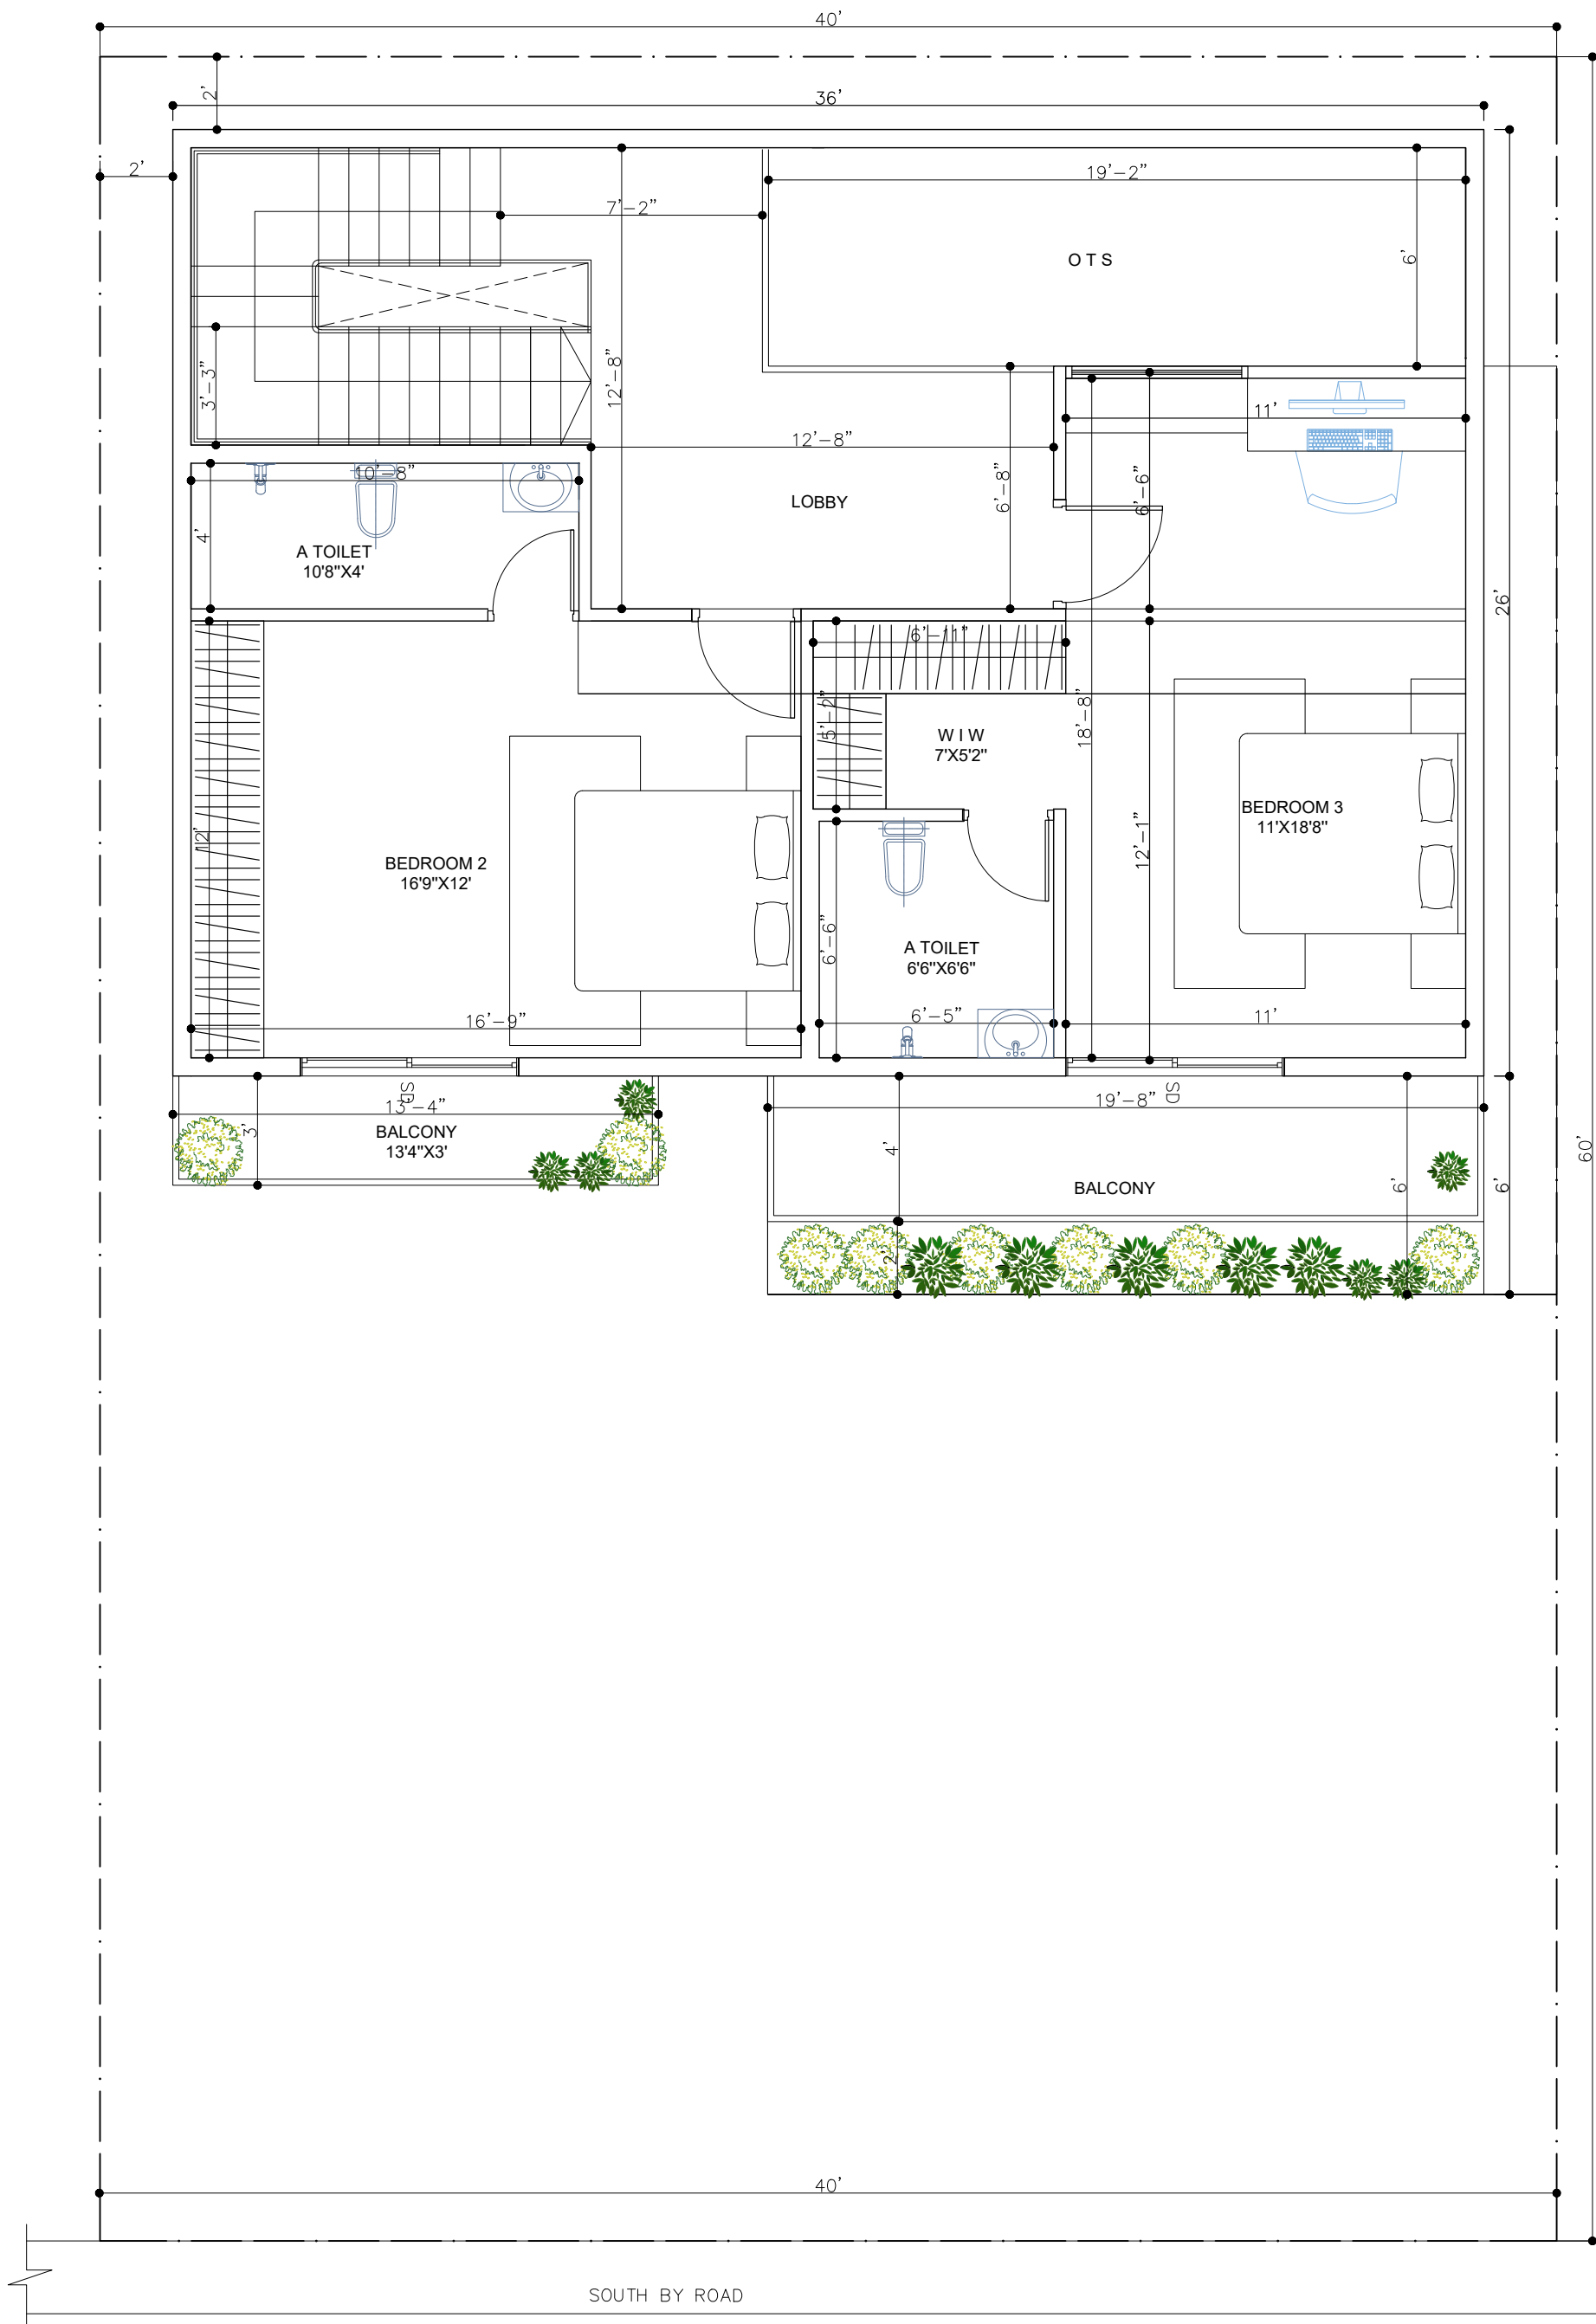 40'
2'
36'
2'
19'-2"
7'-2"
O T S
6'
12'-8"
3'-3"
11'
12'-8"
10'-8"
6'-8"
6'-6"
LOBBY
4'
A TOILET
10'8"X4'
26'
6'-11"
5'-2"
18'-8"
W I W
7'X5'2"
BEDROOM 3
11'X18'8"
12'
12'-1"
BEDROOM 2
16'9"X12'
6'-6"
A TOILET
6'6"X6'6"
16'-9"
6'-5"
11'
SD
SD
13'-4"
19'-8"
3'
BALCONY
13'4"X3'
4'
60'
BALCONY
6'
6'
2'
40'
SOUTH BY ROAD